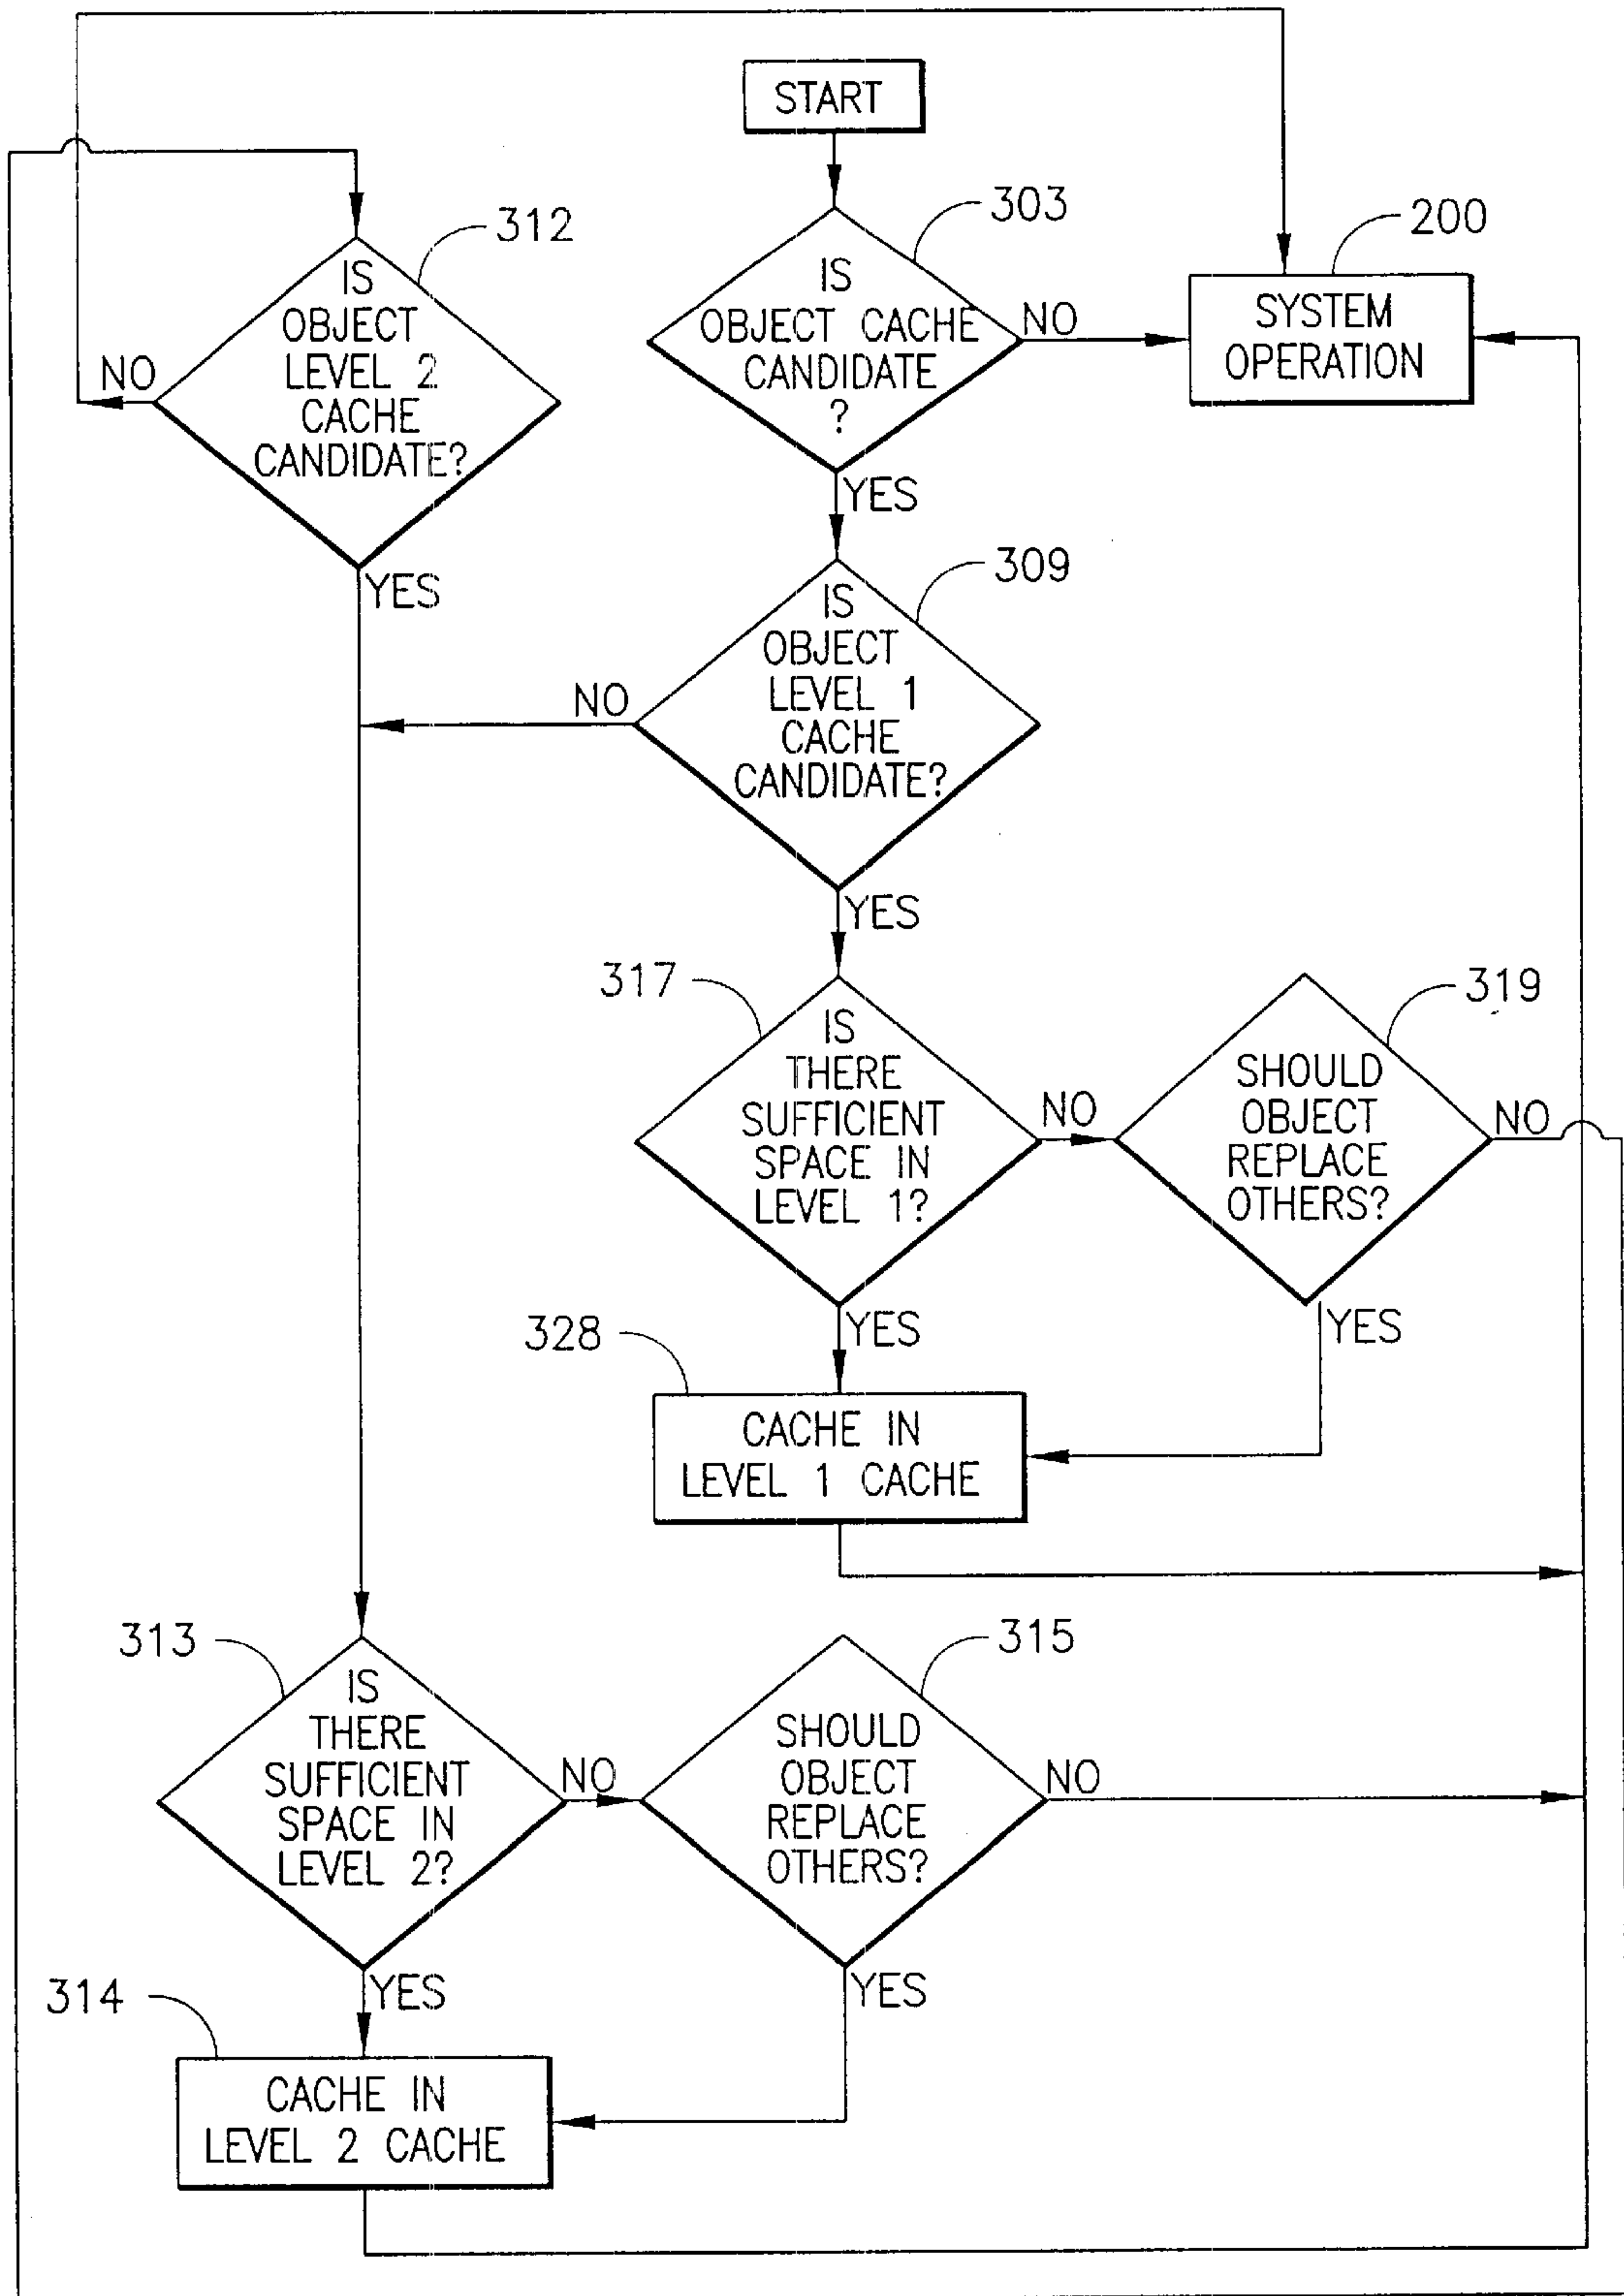 START
303
IS
OBJECT CACHE
CANDIDATE
?
NO
YES
200
SYSTEM
OPERATION
312
IS
OBJECT
LEVEL 2
CACHE
CANDIDATE?
NO
YES
309
IS
OBJECT
LEVEL 1
CACHE
CANDIDATE?
NO
YES
317
IS
THERE
SUFFICIENT
SPACE IN
LEVEL 1?
NO
YES
319
SHOULD
OBJECT
REPLACE
OTHERS?
NO
YES
328
CACHE IN
LEVEL 1 CACHE
313
IS
THERE
SUFFICIENT
SPACE IN
LEVEL 2?
NO
YES
315
SHOULD
OBJECT
REPLACE
OTHERS?
NO
YES
314
CACHE IN
LEVEL 2 CACHE